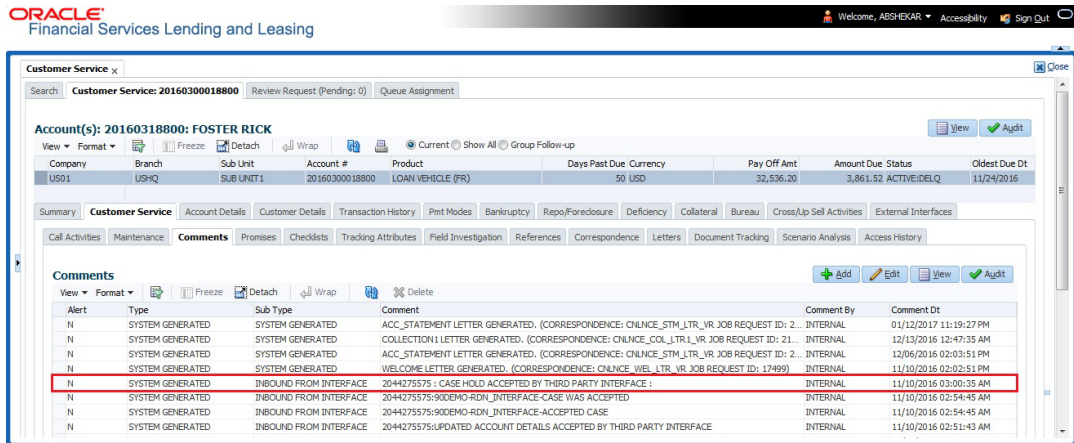 ORACLE
Financial Services Lending and Leasing
Welcome, ABSHEKAR Accessibility Sign Out
Customer Service x
Close
Search Customer Service: 20160300018800 Review Request (Pending: 0) Queue Assignment
Account(s): 20160318800: FOSTER RICK
View Audit
View Format Freeze Detach Wrap Current Show All Group Follow-up
Company Branch Sub Unit Account # Product Days Past Due Currency Pay Off Amt Amount Due Status Oldest Due Dt
US01 USHQ SUB UNIT1 20160300018800 LOAN VEHICLE (FR) 50 USD 32,536.20 3,861.52 ACTIVE:DELQ 11/24/2016
Summary Customer Service Account Details Customer Details Transaction History Pmt Modes Bankruptcy Repo/Foreclosure Deficiency Collateral Bureau Cross/Up Sell Activities External Interfaces
Call Activities Maintenance Comments Promises Checklists Tracking Attributes Field Investigation References Correspondence Letters Document Tracking Scenario Analysis Access History
Comments
Add Edit View Audit
View Format Freeze Detach Wrap Delete
Alert Type Sub Type Comment Comment By Comment Dt
N SYSTEM GENERATED SYSTEM GENERATED ACC_STATEMENT LETTER GENERATED. (CORRESPONDENCE: CNLNCE_STM_LTR_VR JOB REQUEST ID: 2... INTERNAL 01/12/2017 11:19:27 PM
N SYSTEM GENERATED SYSTEM GENERATED COLLECTION1 LETTER GENERATED. (CORRESPONDENCE: CNLNCE_COL_LTR1_VR JOB REQUEST ID: 21... INTERNAL 12/13/2016 12:47:35 AM
N SYSTEM GENERATED SYSTEM GENERATED ACC_STATEMENT LETTER GENERATED. (CORRESPONDENCE: CNLNCE_STM_LTR_VR JOB REQUEST ID: 2... INTERNAL 12/06/2016 02:03:51 PM
N SYSTEM GENERATED SYSTEM GENERATED WELCOME LETTER GENERATED. (CORRESPONDENCE: CNLNCE_WEL_LTR_VR JOB REQUEST ID: 17499) INTERNAL 11/10/2016 02:02:51 PM
N SYSTEM GENERATED INBOUND FROM INTERFACE 2044275575 : CASE HOLD ACCEPTED BY THIRD PARTY INTERFACE : INTERNAL 11/10/2016 03:00:35 AM
N SYSTEM GENERATED INBOUND FROM INTERFACE 2044275575:90DEMO-RDN_INTERFACE-CASE WAS ACCEPTED INTERNAL 11/10/2016 02:54:45 AM
N SYSTEM GENERATED INBOUND FROM INTERFACE 2044275575:90DEMO-RDN_INTERFACE-ACCEPTED CASE INTERNAL 11/10/2016 02:54:45 AM
N SYSTEM GENERATED INBOUND FROM INTERFACE 2044275575:UPDATED ACCOUNT DETAILS ACCEPTED BY THIRD PARTY INTERFACE INTERNAL 11/10/2016 02:51:43 AM